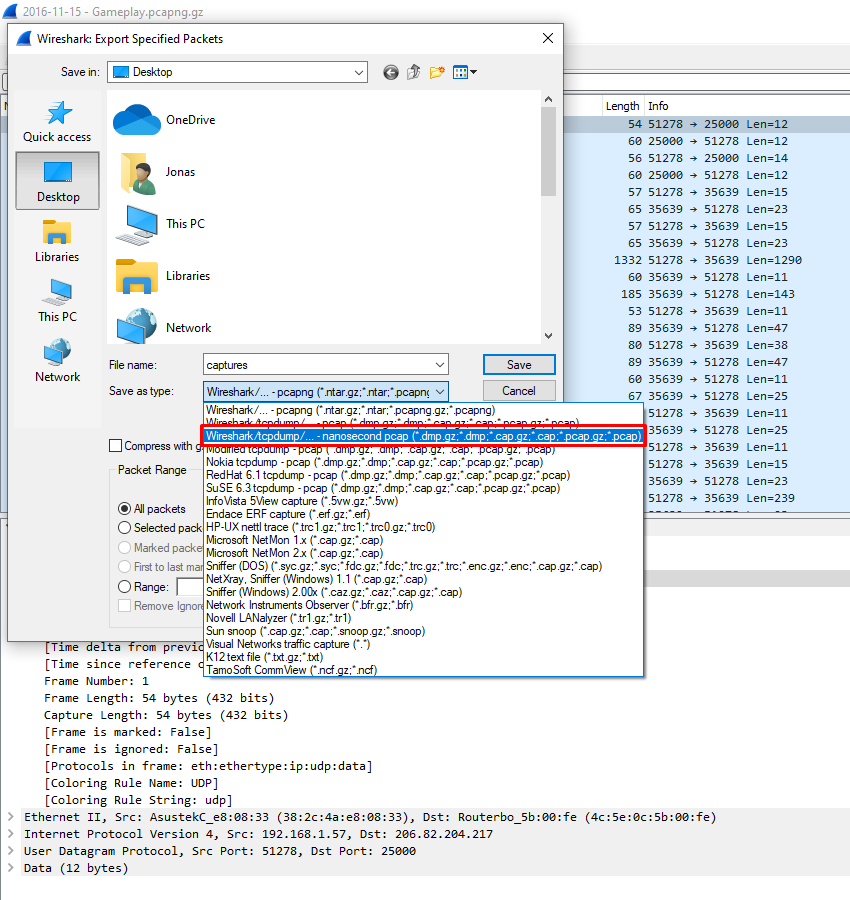 2016-11-15 - Gameplay.pcapng.gz
Wireshark: Export Specified Packets
Save in:
Desktop
Quick access
Desktop
Libraries
This PC
Network
OneDrive
Jonas
This PC
Libraries
Network
File name:
captures
Save
Save as type:
Wireshark/... - pcapng (*.ntar.gz;*.ntar;*.pcapng
Cancel
Wireshark/... - pcapng (*.ntar.gz;*.ntar;*.pcapng.gz;*.pcapng)
Wireshark/tcpdump/... - pcap (*.dmp.gz;*.dmp;*.cap.gz;*.cap;*.pcap.gz;*.pcap)
Wireshark/tcpdump/... - nanosecond pcap (*.dmp.gz;*.dmp;*.cap.gz;*.cap;*.pcap.gz;*.pcap)
Modified tcpdump - pcap (*.dmp.gz;*.dmp;*.cap.gz;*.cap;*.pcap.gz;*.pcap)
Nokia tcpdump - pcap (*.dmp.gz;*.dmp;*.cap.gz;*.cap;*.pcap.gz;*.pcap)
RedHat 6.1 tcpdump - pcap (*.dmp.gz;*.dmp;*.cap.gz;*.cap;*.pcap.gz;*.pcap)
SuSE 6.3 tcpdump - pcap (*.dmp.gz;*.dmp;*.cap.gz;*.cap;*.pcap.gz;*.pcap)
InfoVista 5View capture (*.5vw.gz;*.5vw)
Endace ERF capture (*.erf.gz;*.erf)
HP-UX nettl trace (*.trc1.gz;*.trc1;*.trc0.gz;*.trc0)
Microsoft NetMon 1.x (*.cap.gz;*.cap)
Microsoft NetMon 2.x (*.cap.gz;*.cap)
Sniffer (DOS) (*.syc.gz;*.syc;*.fdc.gz;*.fdc;*.trc.gz;*.trc;*.enc.gz;*.enc;*.cap.gz;*.cap)
NetXray, Sniffer (Windows) 1.1 (*.cap.gz;*.cap)
Sniffer (Windows) 2.00x (*.caz.gz;*.caz;*.cap.gz;*.cap)
Network Instruments Observer (*.bfr.gz;*.bfr)
Novell LANalyzer (*.tr1.gz;*.tr1)
Sun snoop (*.cap.gz;*.cap;*.snoop.gz;*.snoop)
Visual Networks traffic capture (*.*)
K12 text file (*.txt.gz;*.txt)
TamoSoft CommView (*.ncf.gz;*.ncf)
Compress with g
Packet Range
All packets
Selected pack
Marked packe
First to last mar
Range:
Remove Ignore
Length Info
54 51278 → 25000 Len=12
60 25000 → 51278 Len=12
56 51278 → 25000 Len=14
60 25000 → 51278 Len=12
57 51278 → 35639 Len=15
65 35639 → 51278 Len=23
57 51278 → 35639 Len=15
65 35639 → 51278 Len=23
1332 51278 → 35639 Len=1290
60 35639 → 51278 Len=11
185 35639 → 51278 Len=143
53 51278 → 35639 Len=11
89 35639 → 51278 Len=47
80 51278 → 35639 Len=38
89 35639 → 51278 Len=47
60 35639 → 51278 Len=11
67 35639 → 51278 Len=25
51278 → 35639 Len=11
35639 → 51278 Len=25
51278 → 35639 Len=11
51278 → 35639 Len=15
35639 → 51278 Len=23
35639 → 51278 Len=239
[Time delta from previo
[Time since reference o
Frame Number: 1
Frame Length: 54 bytes (432 bits)
Capture Length: 54 bytes (432 bits)
[Frame is marked: False]
[Frame is ignored: False]
[Protocols in frame: eth:ethertype:ip:udp:data]
[Coloring Rule Name: UDP]
[Coloring Rule String: udp]
Ethernet II, Src: AsustekC_e8:08:33 (38:2c:4a:e8:08:33), Dst: Routerbo_5b:00:fe (4c:5e:0c:5b:00:fe)
Internet Protocol Version 4, Src: 192.168.1.57, Dst: 206.82.204.217
User Datagram Protocol, Src Port: 51278, Dst Port: 25000
Data (12 bytes)